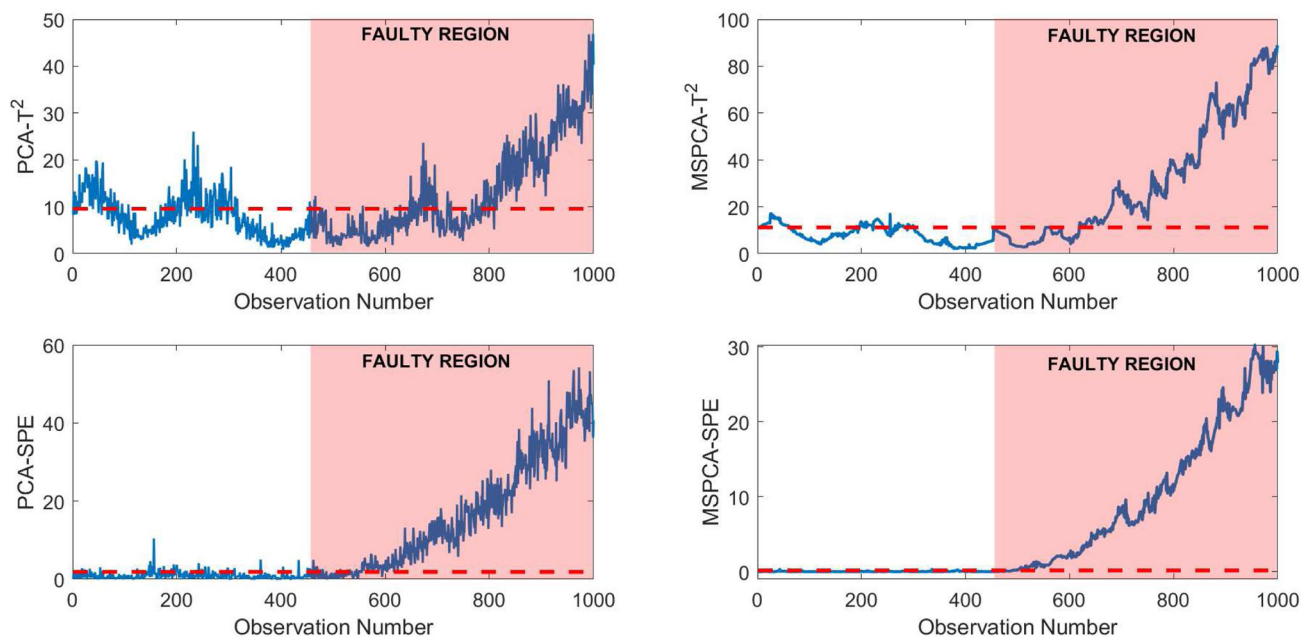 FAULTY REGION
50
40
30
20
10
0
PCA-T²
0 200 400 600 800 1000
Observation Number
FAULTY REGION
100
80
60
40
20
0
MSPCA-T²
0 200 400 600 800 1000
Observation Number
FAULTY REGION
60
40
20
0
PCA-SPE
0 200 400 600 800 1000
Observation Number
FAULTY REGION
30
20
10
0
MSPCA-SPE
0 200 400 600 800 1000
Observation Number